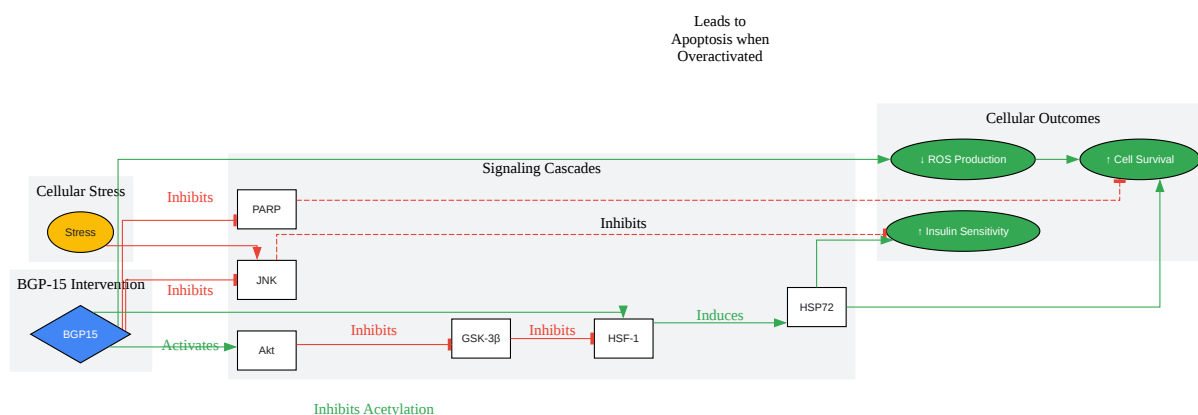 Leads to
Apoptosis when
Overactivated
Cellular Outcomes
↓ ROS Production
↑ Cell Survival
Signaling Cascades
Cellular Stress
Inhibits
PARP
Stress
Inhibits
↑ Insulin Sensitivity
JNK
BGP-15 Intervention
Inhibits
HSP72
BGP15
Activates
Akt
Inhibits
GSK-3β
Inhibits
HSF-1
Induces
Inhibits Acetylation